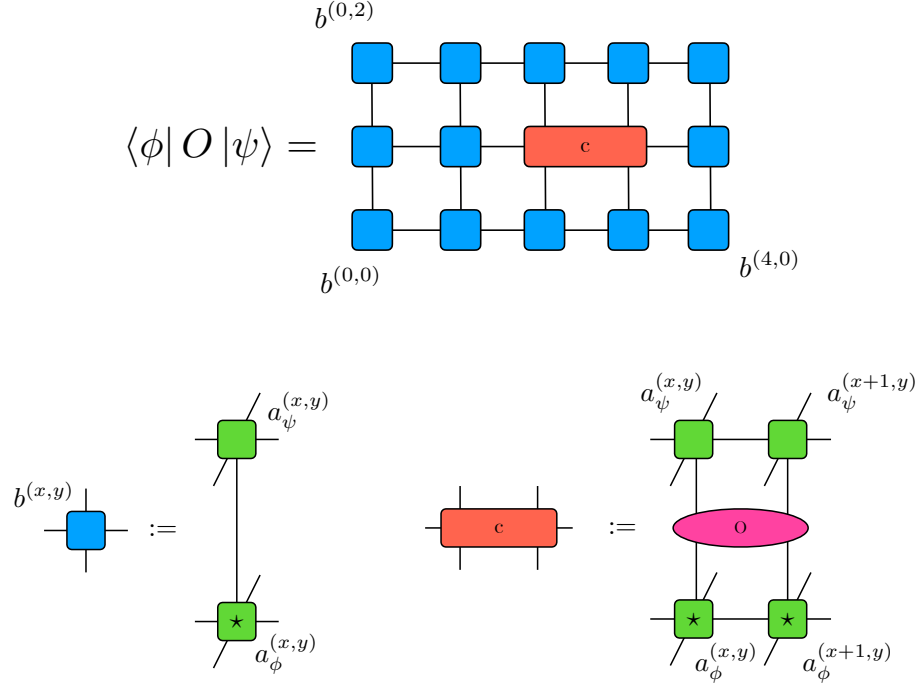 b^{(0,2)}
⟨ϕ| O |ψ⟩ =
c
b^{(0,0)}
b^{(4,0)}
a_ψ^{(x,y)}
a_ψ^{(x,y)}
a_ψ^{(x+1,y)}
b^{(x,y)}
:=
c
:=
O
⋆
⋆
⋆
a_ϕ^{(x,y)}
a_ϕ^{(x,y)}
a_ϕ^{(x+1,y)}